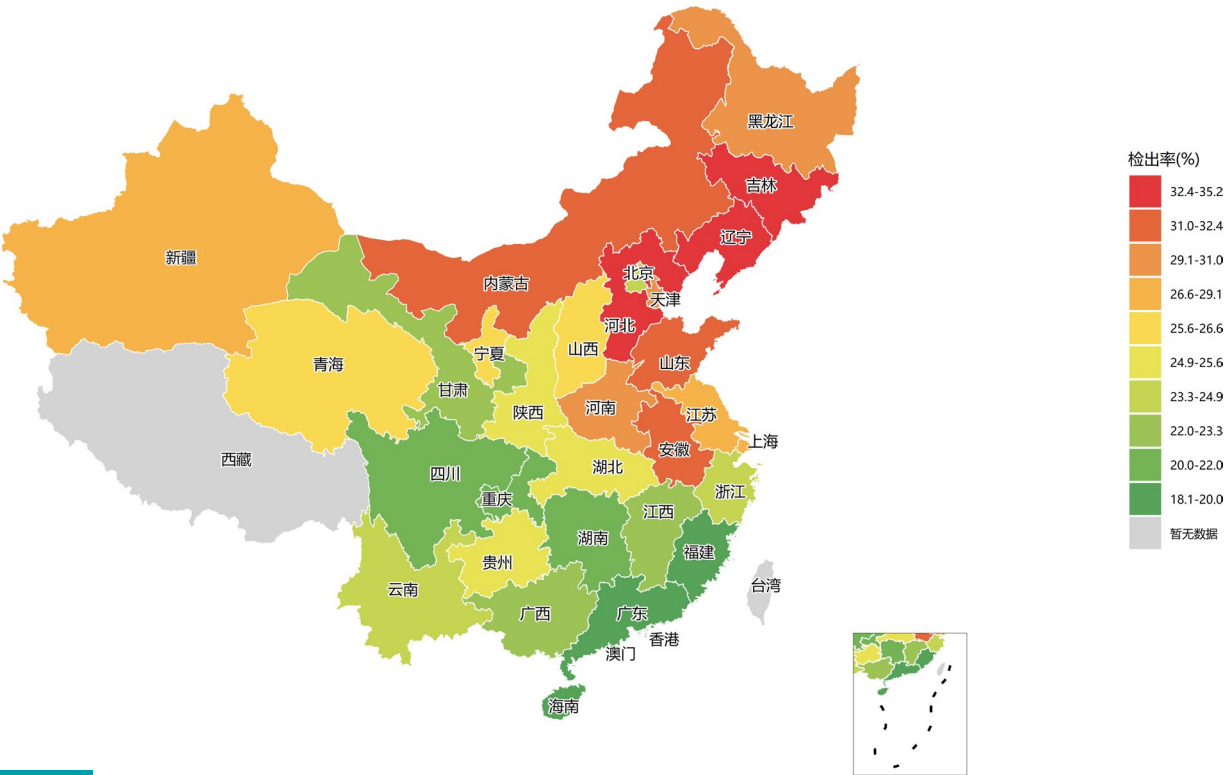 黑龙江
检出率(%)
吉林
32.4-35.2
31.0-32.4
辽宁
新疆
29.1-31.0
北京
内蒙古
26.6-29.1
天津
河北
25.6-26.6
宁夏
山西
青海
山东
24.9-25.6
甘肃
23.3-24.9
陕西
河南
江苏
22.0-23.3
上海
安徽
西藏
四川
湖北
20.0-22.0
浙江
重庆
18.1-20.0
江西
湖南
暂无数据
福建
贵州
云南
台湾
广西
广东
香港
澳门
海南